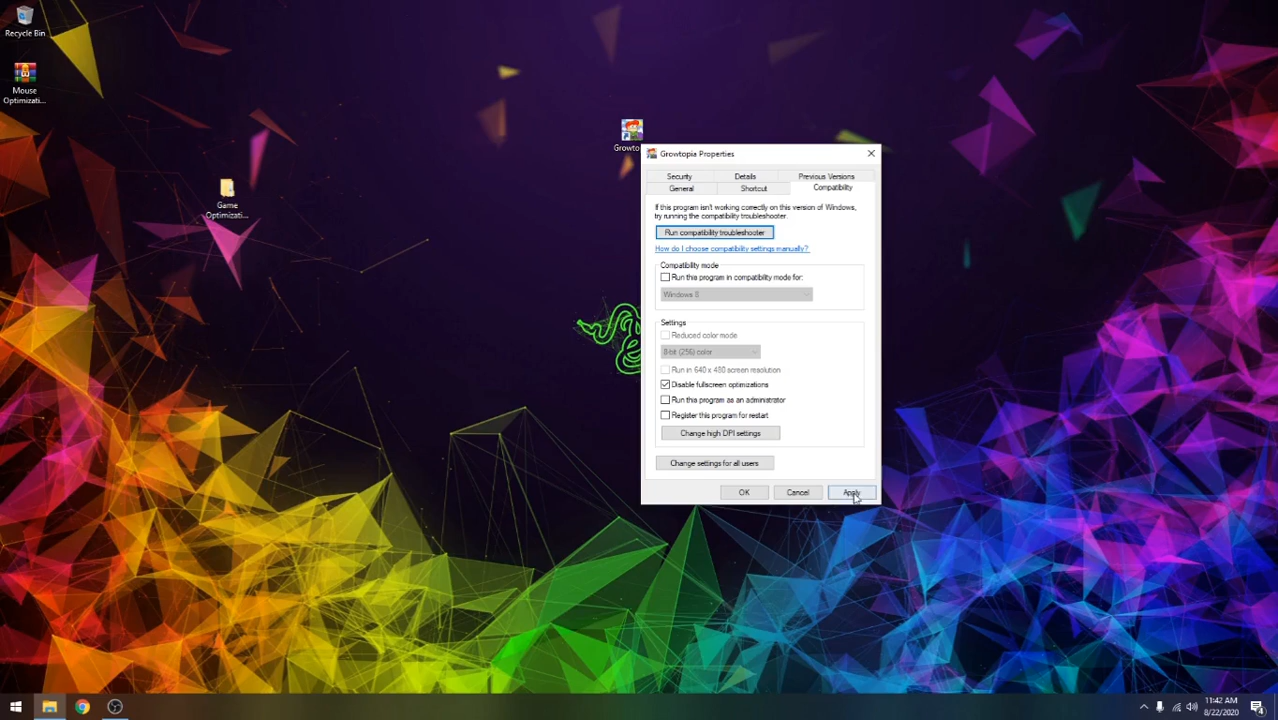 Recycle Bin
Mouse
Optimizati...
Game
Optimizati...
Growto
Growtopia Properties
Security
Details
Previous Versions
General
Shortcut
Compatibility
If this program isn't working correctly on this version of Windows,
try running the compatibility troubleshooter.
Run compatibility troubleshooter
How do I choose compatibility settings manually?
Compatibility mode
Run this program in compatibility mode for:
Windows 8
Settings
Reduced color mode
8-bit (256) color
Run in 640 x 480 screen resolution
Disable fullscreen optimizations
Run this program as an administrator
Register this program for restart
Change high DPI settings
Change settings for all users
OK
Cancel
Apply
11:42 AM
8/22/2020
4